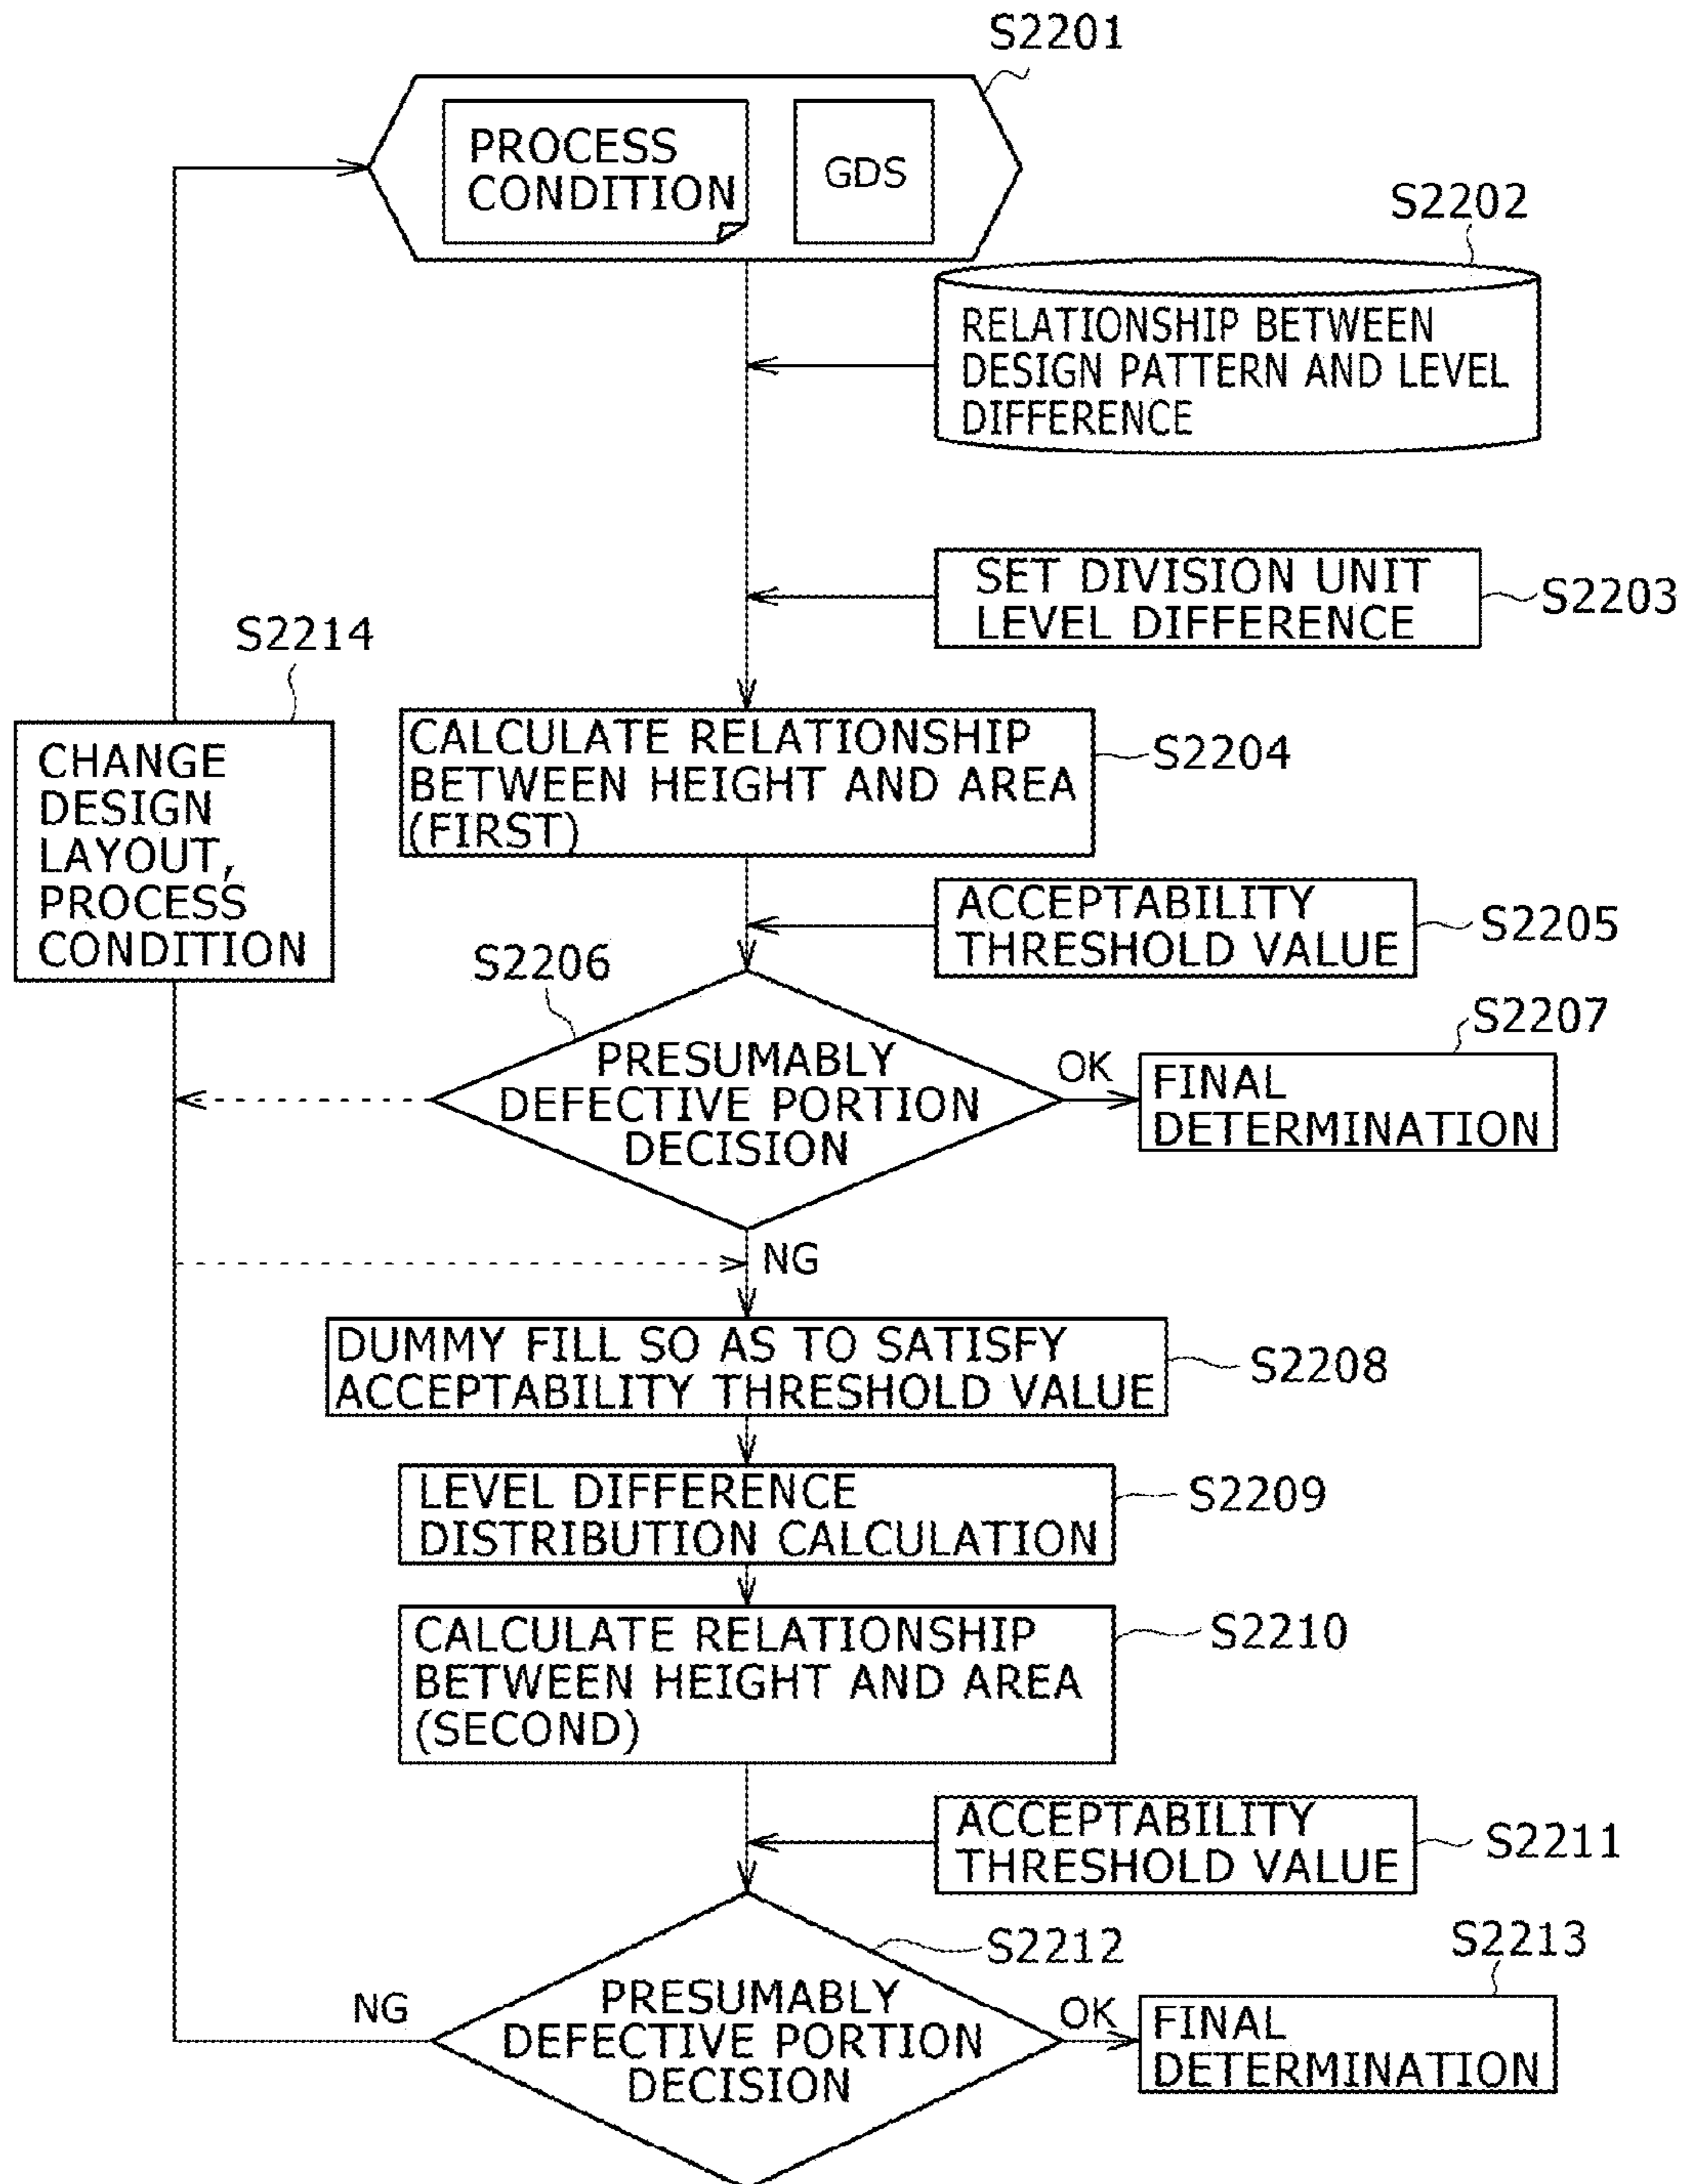 S2201
PROCESS
CONDITION
GDS
S2202
RELATIONSHIP BETWEEN
DESIGN PATTERN AND LEVEL
DIFFERENCE
SET DIVISION UNIT
LEVEL DIFFERENCE
S2203
S2214
CHANGE
DESIGN
LAYOUT,
PROCESS
CONDITION
CALCULATE RELATIONSHIP
BETWEEN HEIGHT AND AREA
(FIRST)
S2204
ACCEPTABILITY
THRESHOLD VALUE
S2205
S2206
PRESUMABLY
DEFECTIVE PORTION
DECISION
OK
S2207
FINAL
DETERMINATION
NG
DUMMY FILL SO AS TO SATISFY
ACCEPTABILITY THRESHOLD VALUE
S2208
LEVEL DIFFERENCE
DISTRIBUTION CALCULATION
S2209
CALCULATE RELATIONSHIP
BETWEEN HEIGHT AND AREA
(SECOND)
S2210
ACCEPTABILITY
THRESHOLD VALUE
S2211
S2212
PRESUMABLY
DEFECTIVE PORTION
DECISION
NG
OK
S2213
FINAL
DETERMINATION